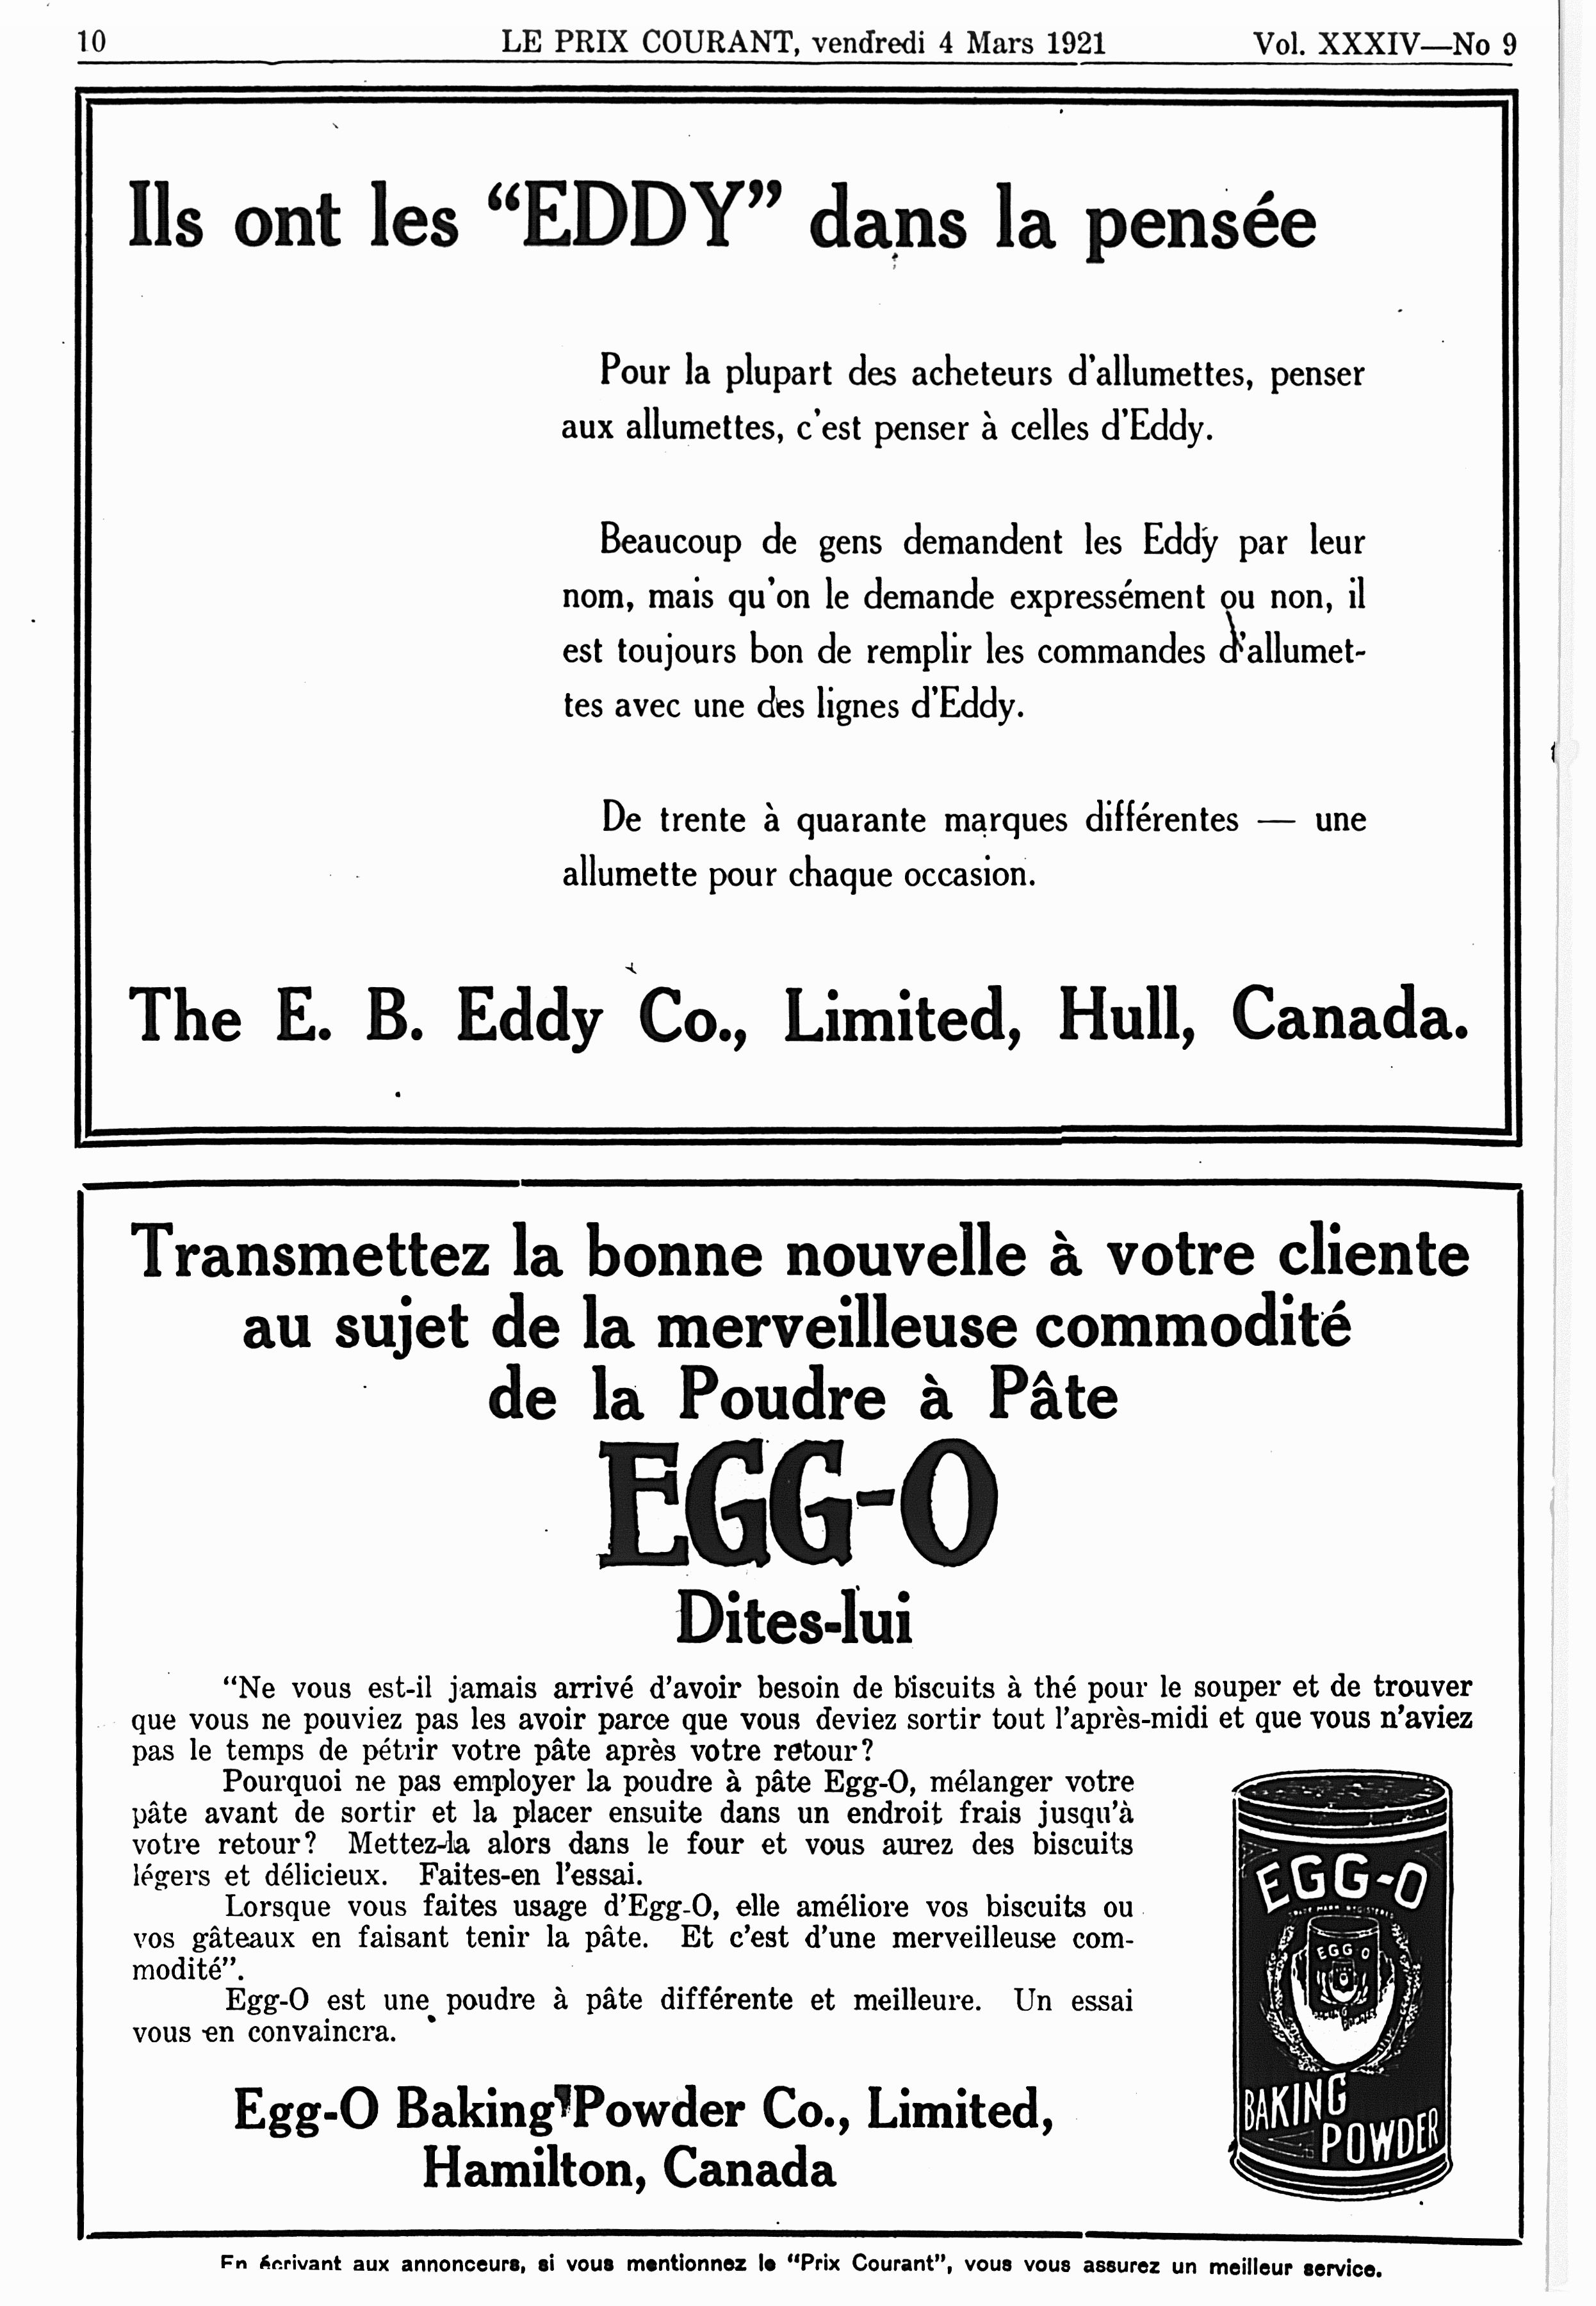 10 LE PRIX COURANT, vendredi 4 Mars 1921 Vol. XXXIV—No 9
Ils ont les “EDDY” dans la pensée
Pour la plupart des acheteurs d’allumettes, penser
aux allumettes, c’est penser à celles d’Eddy.
Beaucoup de gens demandent les Eddy par leur
nom, mais qu’on le demande expressément ou non, il
est toujours bon de remplir les commandes d’allumet-
tes avec une des lignes d’Eddy.
De trente à quarante marques différentes — une
allumette pour chaque occasion.
The E. B. Eddy Co., Limited, Hull, Canada.
Transmettez la bonne nouvelle à votre cliente
au sujet de la merveilleuse commodité
de la Poudre à Pâte
EGG-O
Dites-lui
“Ne vous est-il jamais arrivé d’avoir besoin de biscuits à thé pour le souper et de trouver
que vous ne pouviez pas les avoir parce que vous deviez sortir tout l’après-midi et que vous n’aviez
pas le temps de pétrir votre pâte après votre retour?
Pourquoi ne pas employer la poudre à pâte Egg-O, mélanger votre
pâte avant de sortir et la placer ensuite dans un endroit frais jusqu’à
votre retour? Mettez-la alors dans le four et vous aurez des biscuits
légers et délicieux. Faites-en l’essai.
Lorsque vous faites usage d’Egg-O, elle améliore vos biscuits ou
vos gâteaux en faisant tenir la pâte. Et c’est d’une merveilleuse com-
modité”.
Egg-O est une poudre à pâte différente et meilleure. Un essai
vous en convaincra.
EGG-O
TRADE MARK REGISTERED
EGG-O
BAKING
POWDER
Egg-O Baking Powder Co., Limited,
Hamilton, Canada
En écrivant aux annonceurs, si vous mentionnez le “Prix Courant”, vous vous assurez un meilleur service.